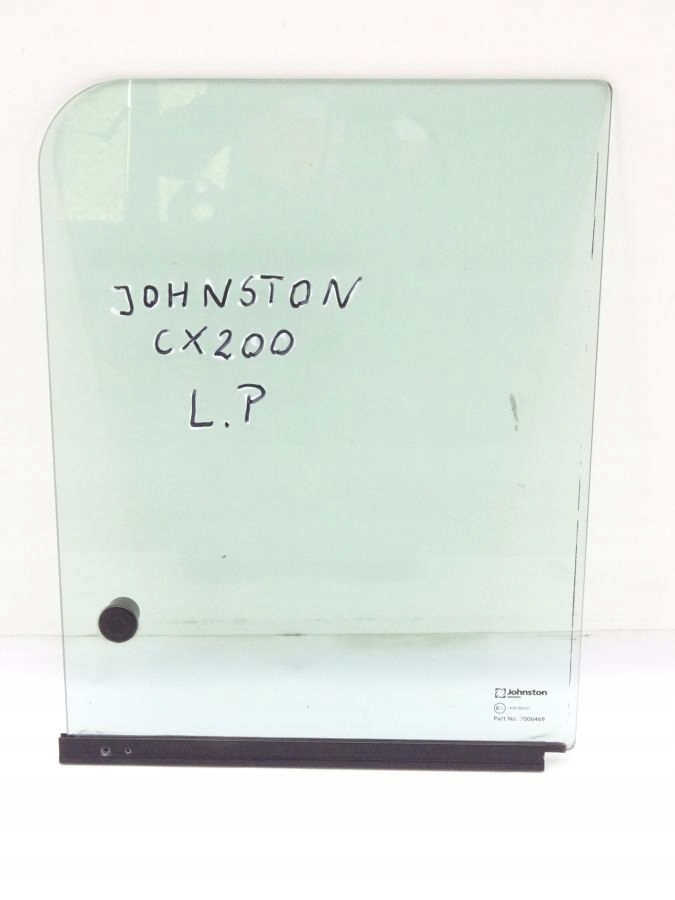 JOHNSTON
CX200
L.P
Johnston
Part No. 7006469